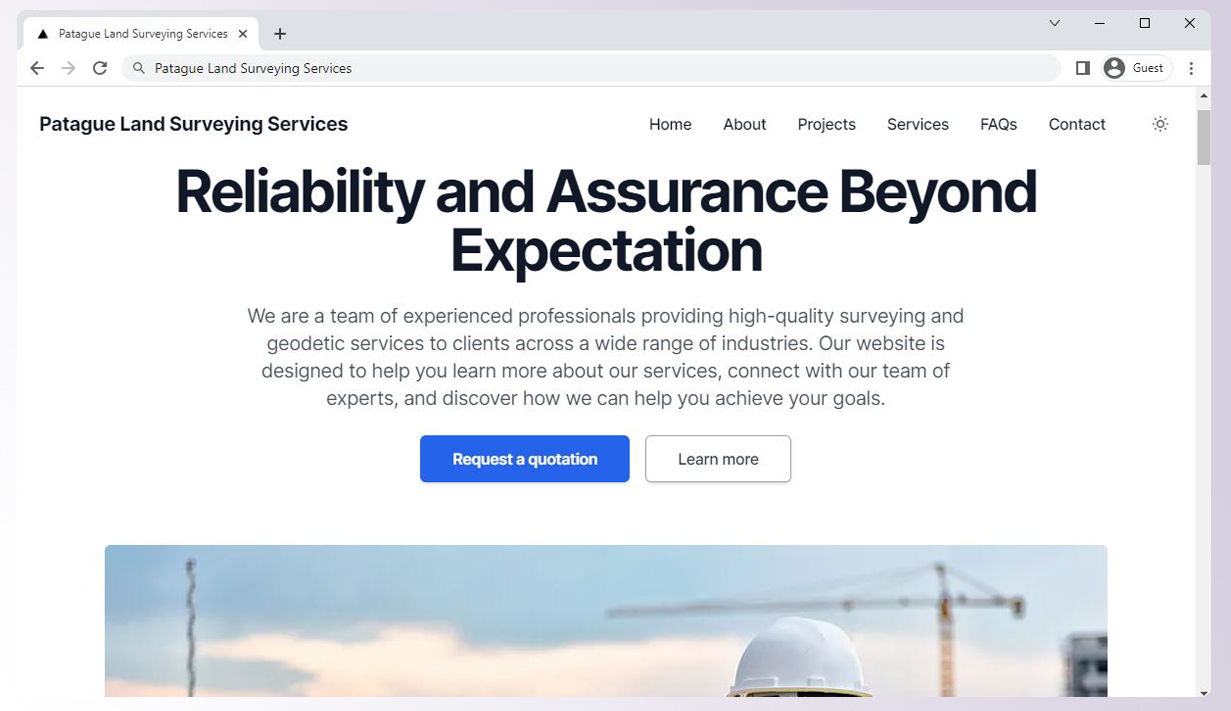 Patague Land Surveying Services
Patague Land Surveying Services
Guest
Patague Land Surveying Services
Home
About
Projects
Services
FAQs
Contact
Reliability and Assurance Beyond
Expectation
We are a team of experienced professionals providing high-quality surveying and
geodetic services to clients across a wide range of industries. Our website is
designed to help you learn more about our services, connect with our team of
experts, and discover how we can help you achieve your goals.
Request a quotation
Learn more